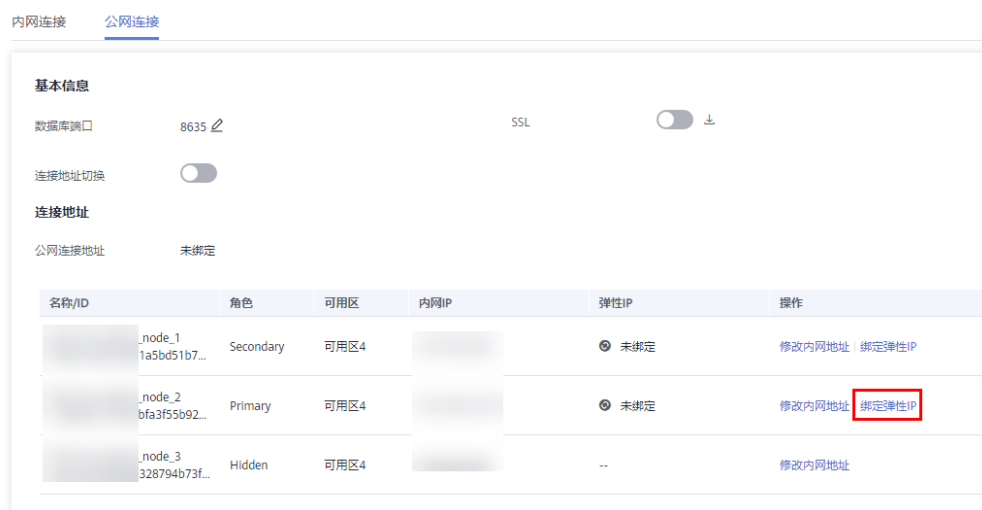 内网连接 公网连接
基本信息
数据库端口 8635 SSL
连接地址切换
连接地址
公网连接地址 未绑定
名称/ID 角色 可用区 内网IP 弹性IP 操作
_node_1
1a5bd51b7... Secondary 可用区4 未绑定 修改内网地址 绑定弹性IP
_node_2
bfa3f55b92... Primary 可用区4 未绑定 修改内网地址 绑定弹性IP
_node_3
328794b73f... Hidden 可用区4 -- 修改内网地址